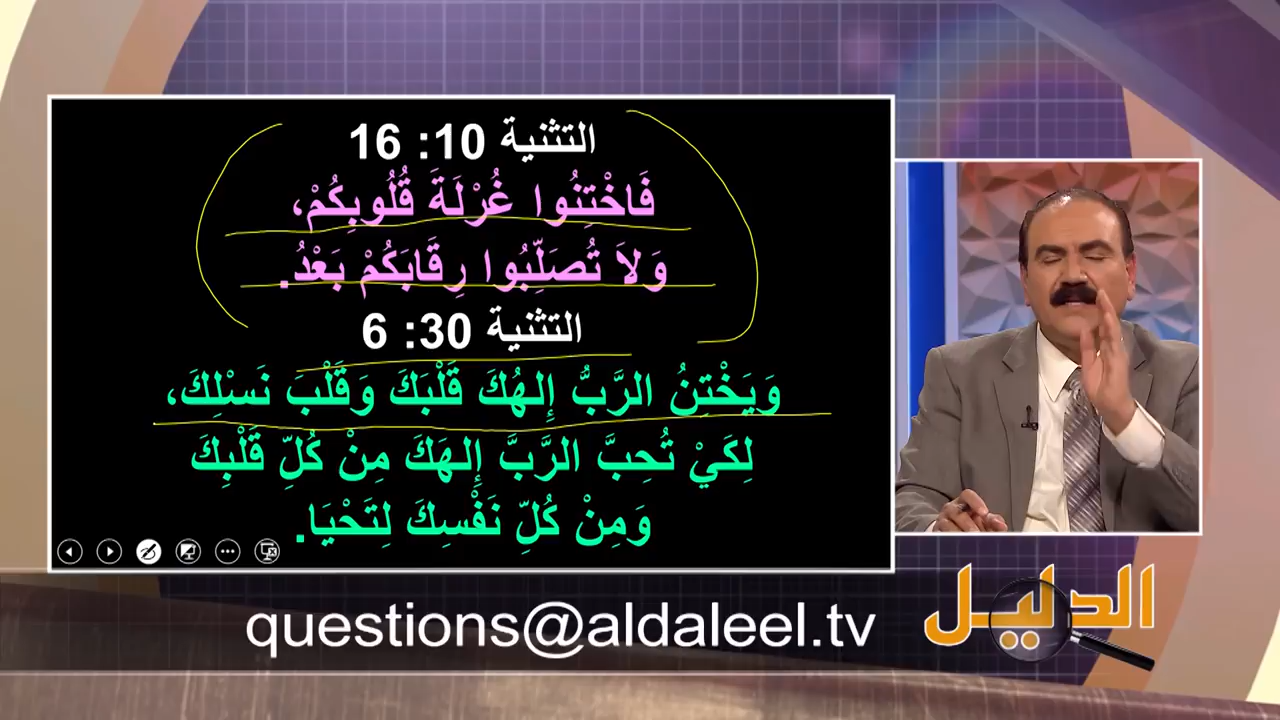 التثنية 10: 16
فَاخْتِنُوا غُرْلَةَ قُلُوبِكُمْ،
وَلاَ تُصَلِّبُوا رِقَابَكُمْ بَعْدُ.
التثنية 30: 6
وَيَخْتِنُ الرَّبُّ إِلهُكَ قَلْبَكَ وَقَلْبَ نَسْلِكَ،
لِكَيْ تُحِبَّ الرَّبَّ إِلهَكَ مِنْ كُلِّ قَلْبِكَ
وَمِنْ كُلِّ نَفْسِكَ لِتَحْيَا.
questions@aldaleel.tv
الدليل